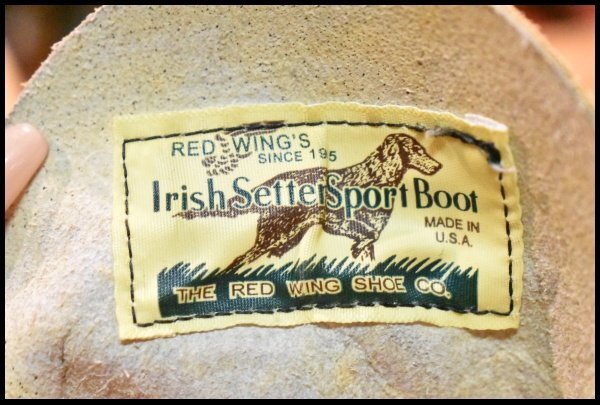 RED WING'S
SINCE 195
Irish Setter Sport Boot
MADE IN
U.S.A.
THE RED WING SHOE CO.